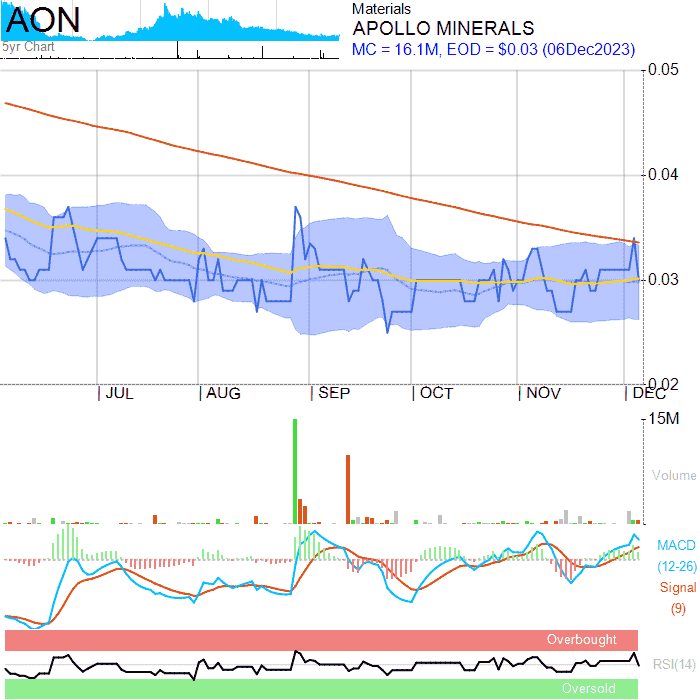 AON
5yr Chart
Materials
APOLLO MINERALS
MC = 16.1M, EOD = $0.03 (06Dec2023)
0.05
0.04
0.03
0.02
JUL
AUG
SEP
OCT
NOV
DEC
15M
Volume
MACD
(12-26)
Signal
(9)
Overbought
RSI(14)
Oversold